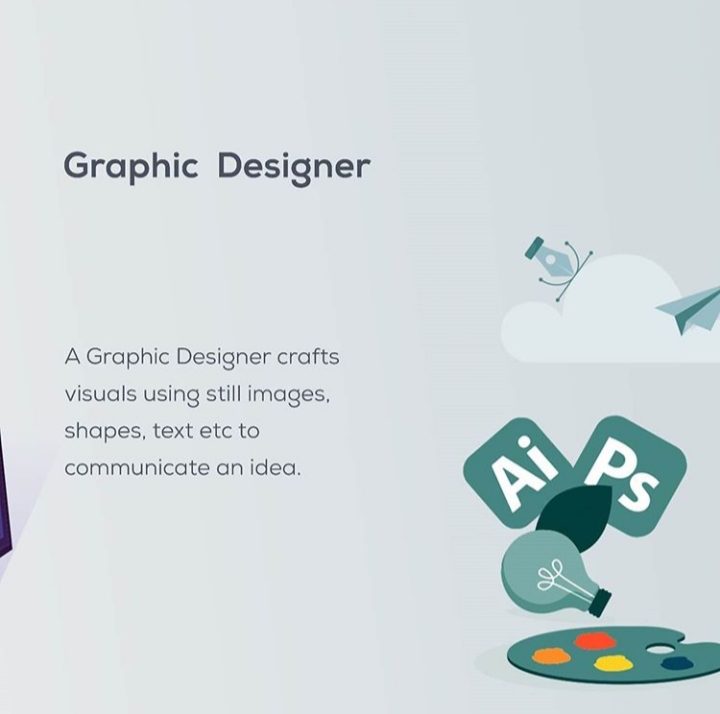 Graphic Designer
A Graphic Designer crafts
visuals using still images,
shapes, text etc to
communicate an idea.
Ai
Ps